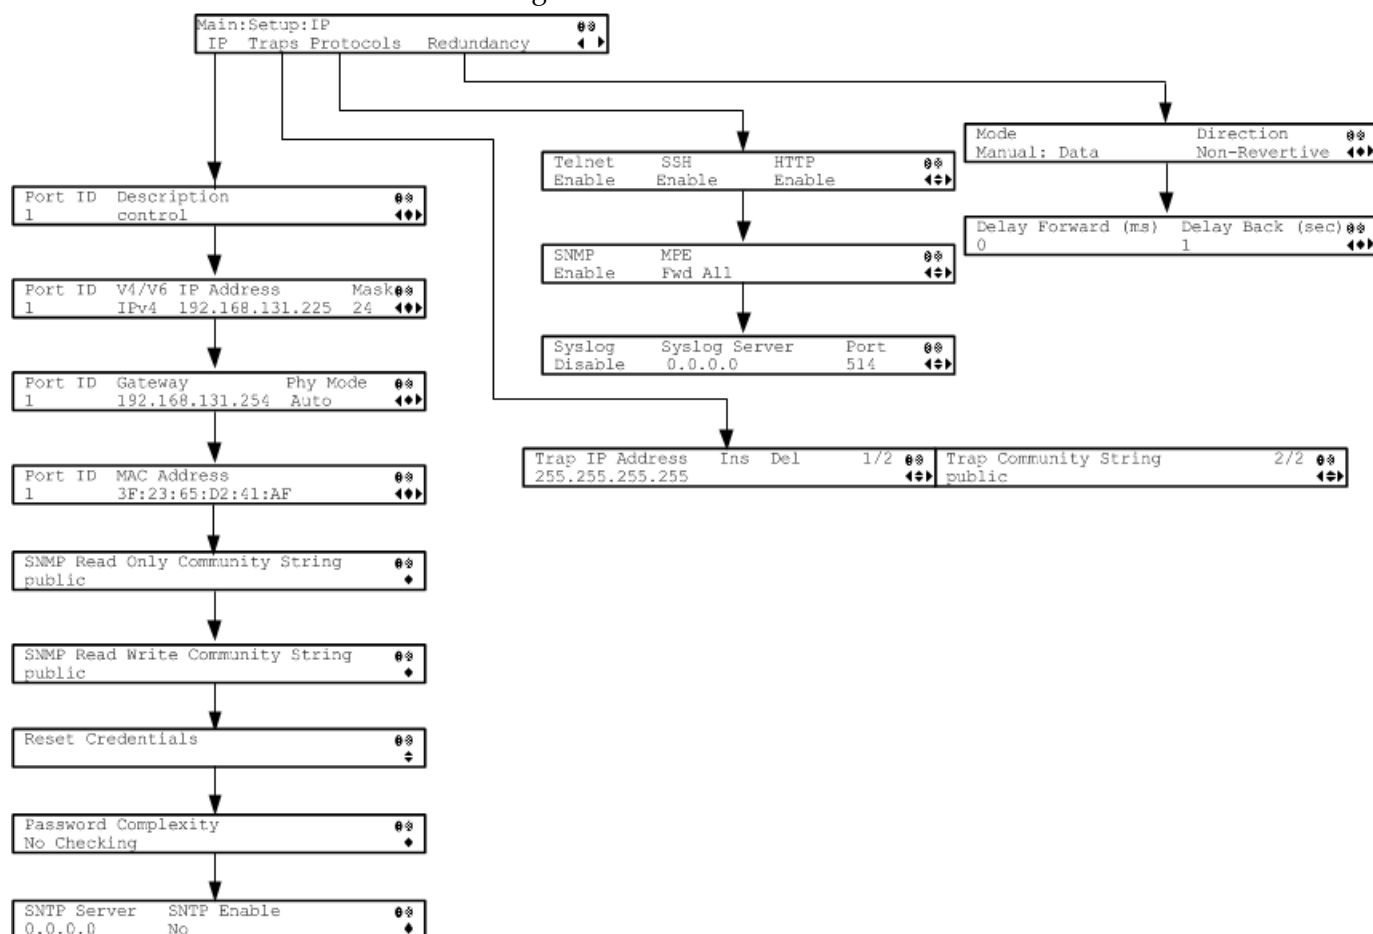 Main:Setup:IP
IP Traps Protocols Redundancy
Port ID Description
1 control
Port ID V4/V6 IP Address Mask
1 IPv4 192.168.131.225 24
Port ID Gateway Phy Mode
1 192.168.131.254 Auto
Port ID MAC Address
1 3F:23:65:D2:41:AF
SNMP Read Only Community String
public
SNMP Read Write Community String
public
Reset Credentials
Password Complexity
No Checking
SNTP Server SNTP Enable
0.0.0.0 No
Trap IP Address Ins Del 1/2
255.255.255.255
Trap Community String 2/2
public
Telnet SSH HTTP
Enable Enable Enable
SNMP MPE
Enable Fwd All
Syslog Syslog Server Port
Disable 0.0.0.0 514
Mode Direction
Manual: Data Non-Revertive
Delay Forward (ms) Delay Back (sec)
0 1